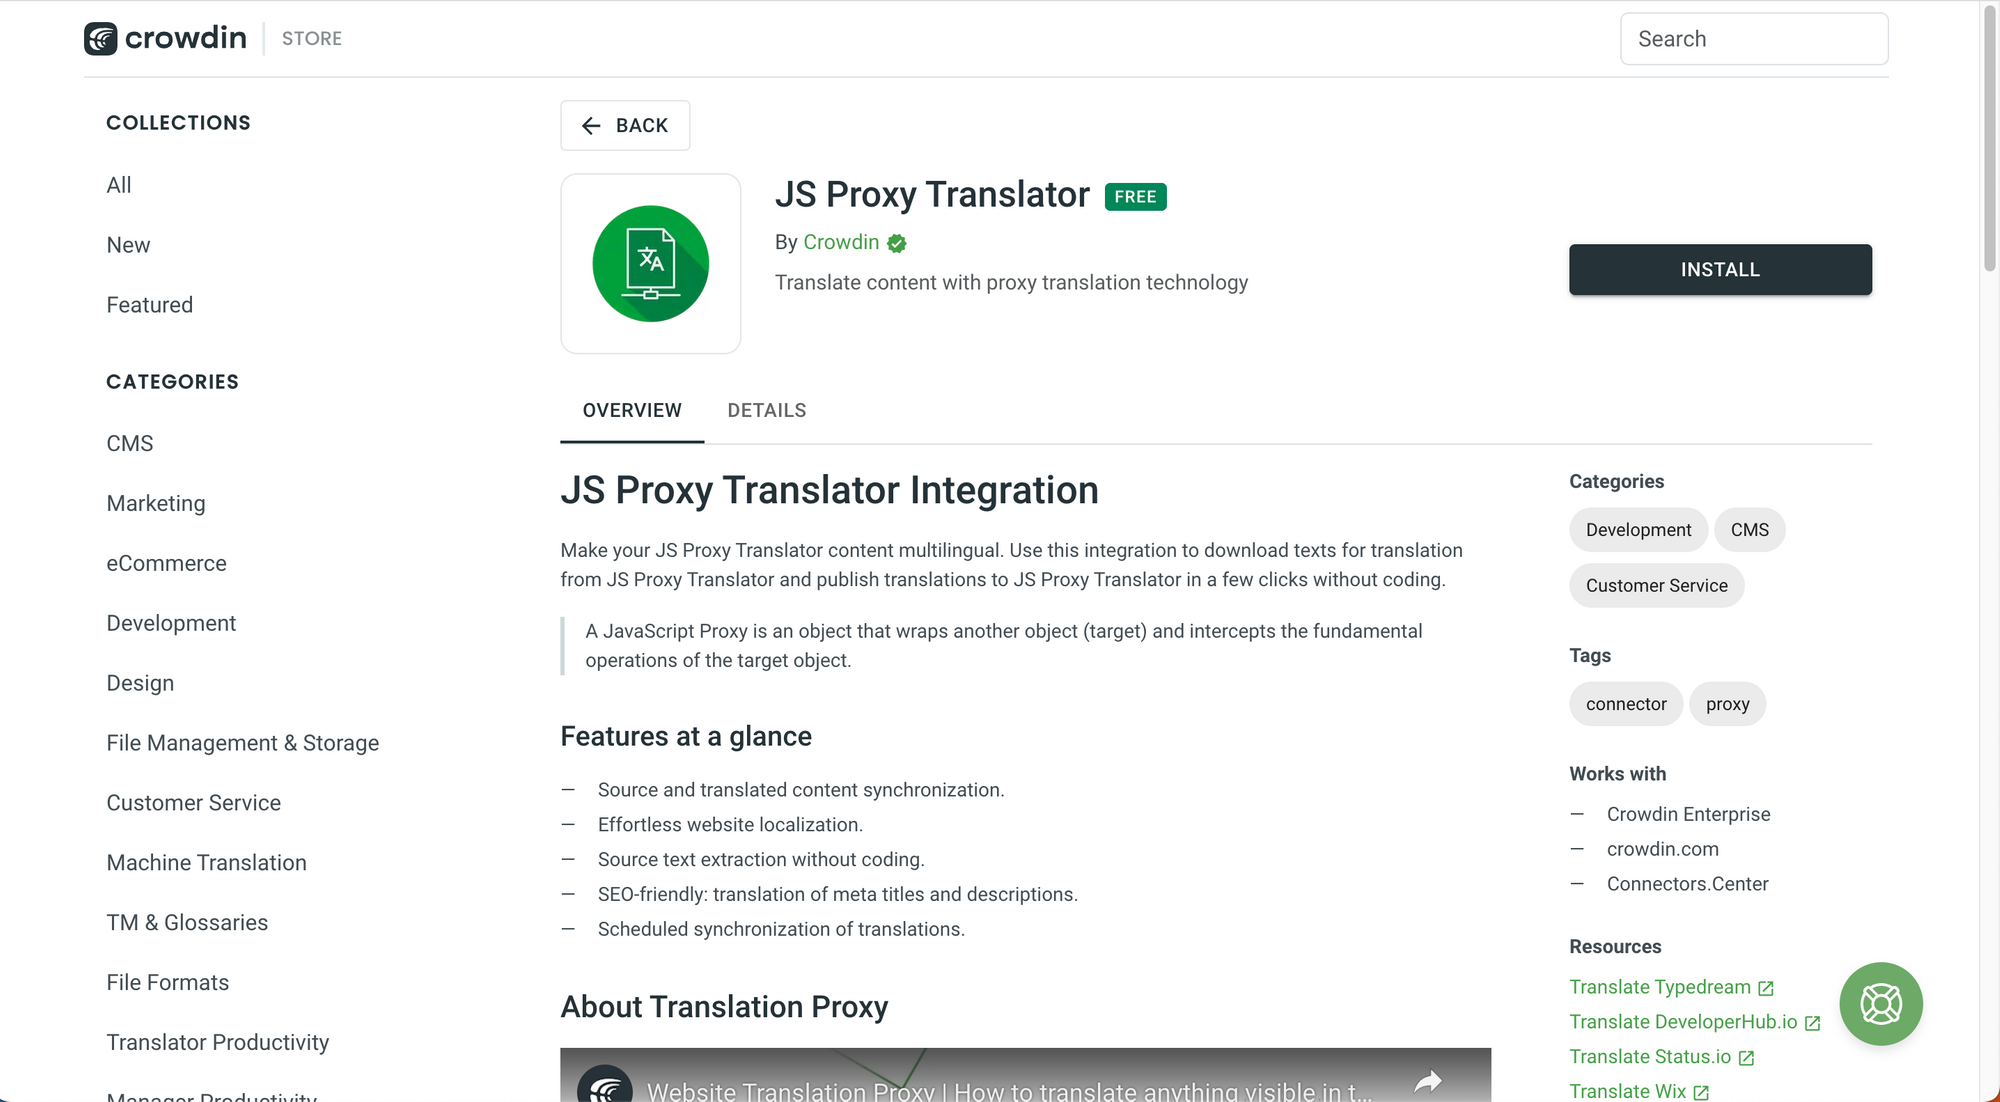 crowdin STORE
Search
COLLECTIONS
All
New
Featured
CATEGORIES
CMS
Marketing
eCommerce
Development
Design
File Management & Storage
Customer Service
Machine Translation
TM & Glossaries
File Formats
Translator Productivity
Manager Productivity
BACK
JS Proxy Translator FREE
By Crowdin
Translate content with proxy translation technology
INSTALL
OVERVIEW DETAILS
JS Proxy Translator Integration
Make your JS Proxy Translator content multilingual. Use this integration to download texts for translation
from JS Proxy Translator and publish translations to JS Proxy Translator in a few clicks without coding.
A JavaScript Proxy is an object that wraps another object (target) and intercepts the fundamental
operations of the target object.
Features at a glance
— Source and translated content synchronization.
— Effortless website localization.
— Source text extraction without coding.
— SEO-friendly: translation of meta titles and descriptions.
— Scheduled synchronization of translations.
About Translation Proxy
Website Translation Proxy | How to translate anything visible in t...
Categories
Development CMS
Customer Service
Tags
connector proxy
Works with
— Crowdin Enterprise
— crowdin.com
— Connectors.Center
Resources
Translate Typedream
Translate DeveloperHub.io
Translate Status.io
Translate Wix